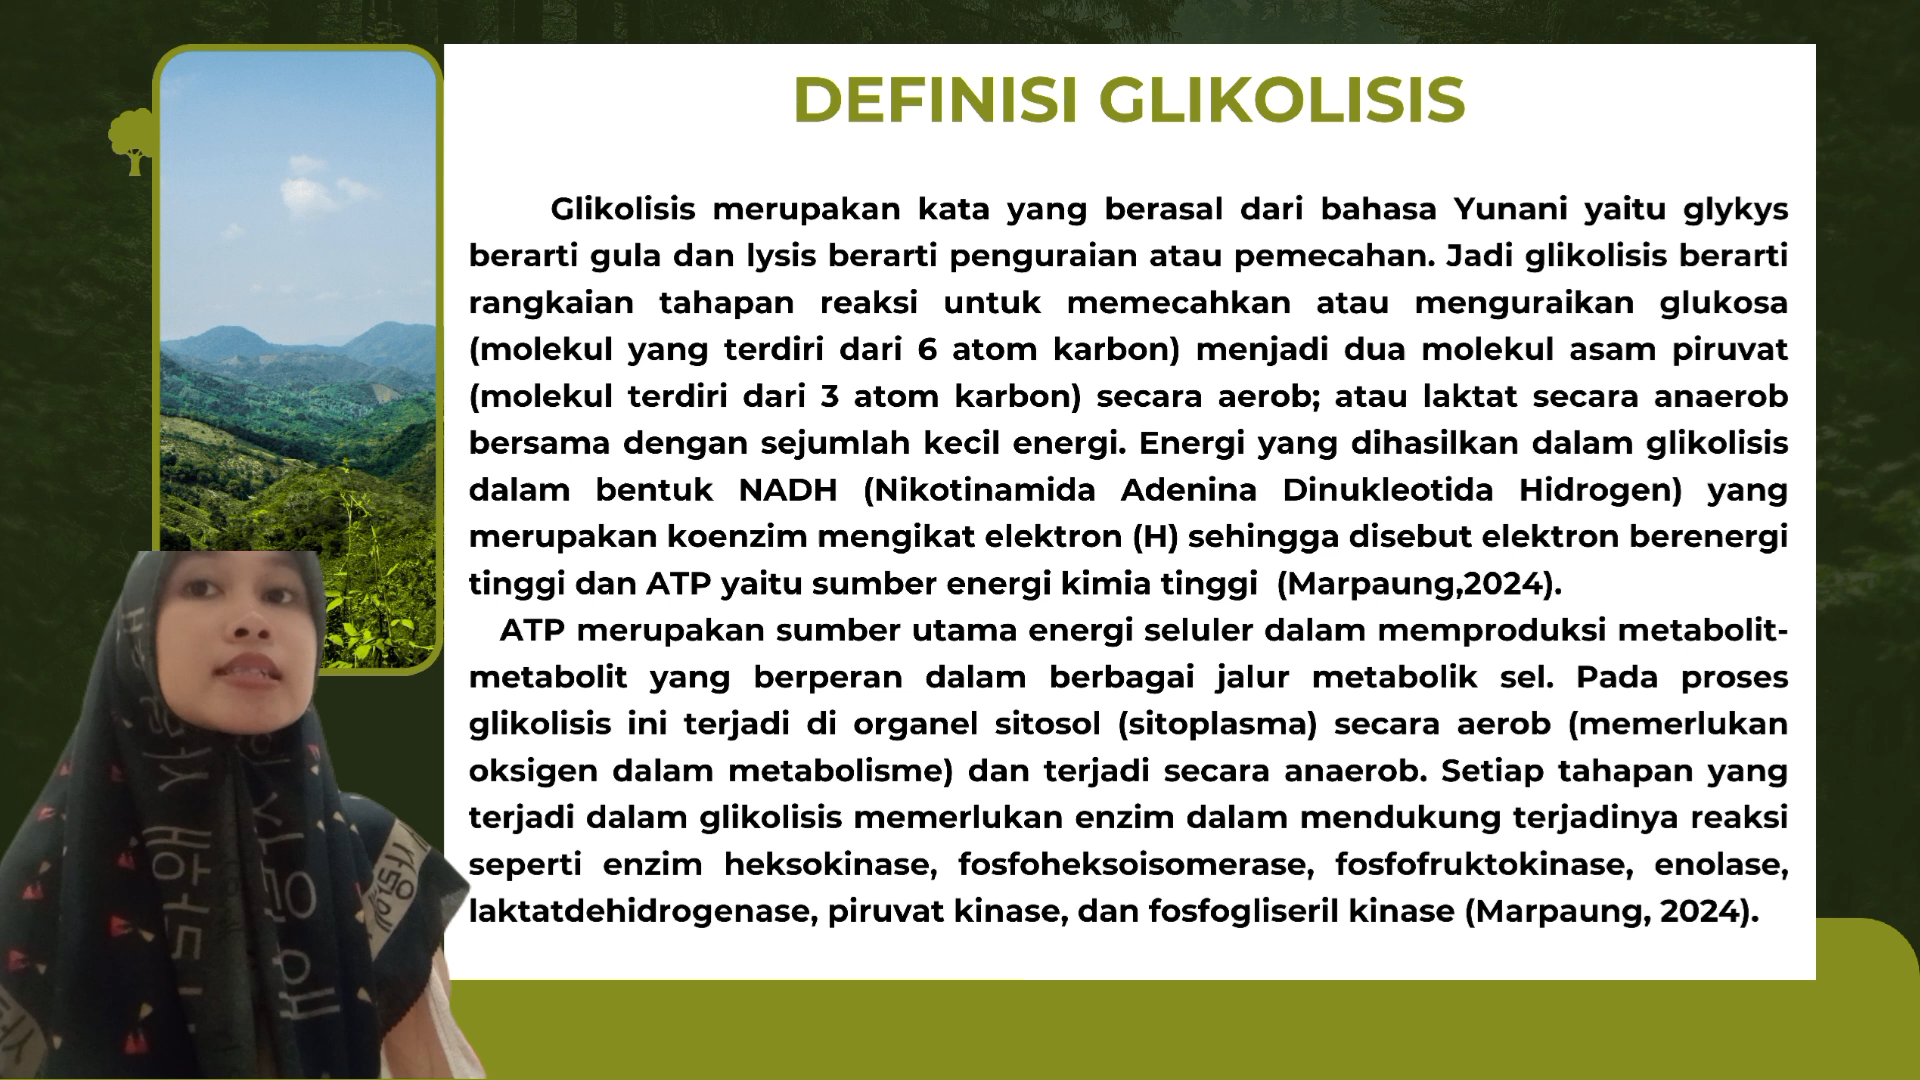 DEFINISI GLIKOLISIS
Glikolisis merupakan kata yang berasal dari bahasa Yunani yaitu glykys
berarti gula dan lysis berarti penguraian atau pemecahan. Jadi glikolisis berarti
rangkaian tahapan reaksi untuk memecahkan atau menguraikan glukosa
(molekul yang terdiri dari 6 atom karbon) menjadi dua molekul asam piruvat
(molekul terdiri dari 3 atom karbon) secara aerob; atau laktat secara anaerob
bersama dengan sejumlah kecil energi. Energi yang dihasilkan dalam glikolisis
dalam bentuk NADH (Nikotinamida Adenina Dinukleotida Hidrogen) yang
merupakan koenzim mengikat elektron (H) sehingga disebut elektron berenergi
tinggi dan ATP yaitu sumber energi kimia tinggi (Marpaung,2024).
ATP merupakan sumber utama energi seluler dalam memproduksi metabolit-
metabolit yang berperan dalam berbagai jalur metabolik sel. Pada proses
glikolisis ini terjadi di organel sitosol (sitoplasma) secara aerob (memerlukan
oksigen dalam metabolisme) dan terjadi secara anaerob. Setiap tahapan yang
terjadi dalam glikolisis memerlukan enzim dalam mendukung terjadinya reaksi
seperti enzim heksokinase, fosfoheksoisomerase, fosfofruktokinase, enolase,
laktatdehidrogenase, piruvat kinase, dan fosfogliseril kinase (Marpaung, 2024).